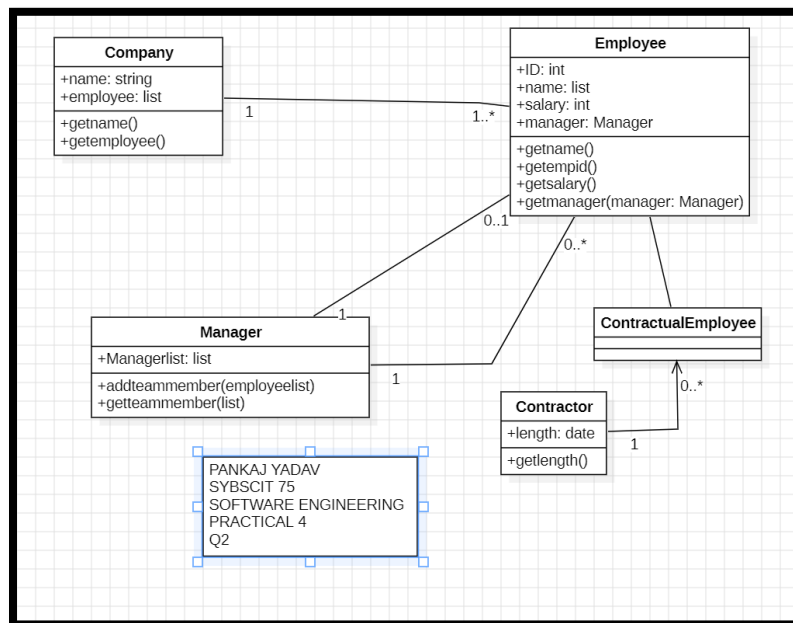 Company
+name: string
+employee: list
+getname()
+getemployee()
1
1..*
Employee
+ID: int
+name: list
+salary: int
+manager: Manager
+getname()
+getempid()
+getsalary()
+getmanager(manager: Manager)
0..1
0..*
1
Manager
+Managerlist: list
+addteammember(employeelist)
+getteammember(list)
1
ContractualEmployee
0..*
Contractor
+length: date
+getlength()
1
PANKAJ YADAV
SYBSCIT 75
SOFTWARE ENGINEERING
PRACTICAL 4
Q2